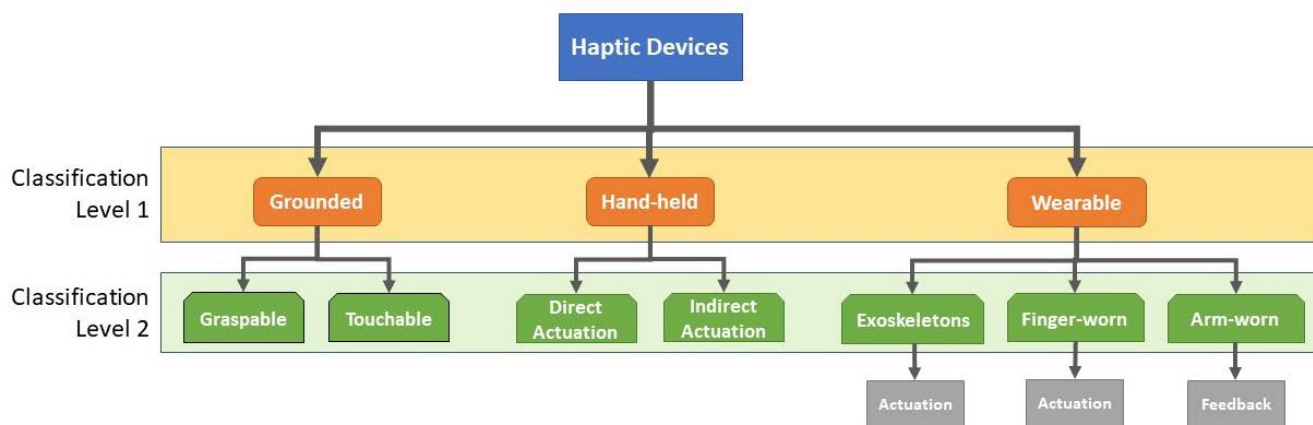 Haptic Devices
Classification
Level 1
Grounded
Hand-held
Wearable
Classification
Level 2
Graspable
Touchable
Direct
Actuation
Indirect
Actuation
Exoskeletons
Finger-worn
Arm-worn
Actuation
Actuation
Feedback